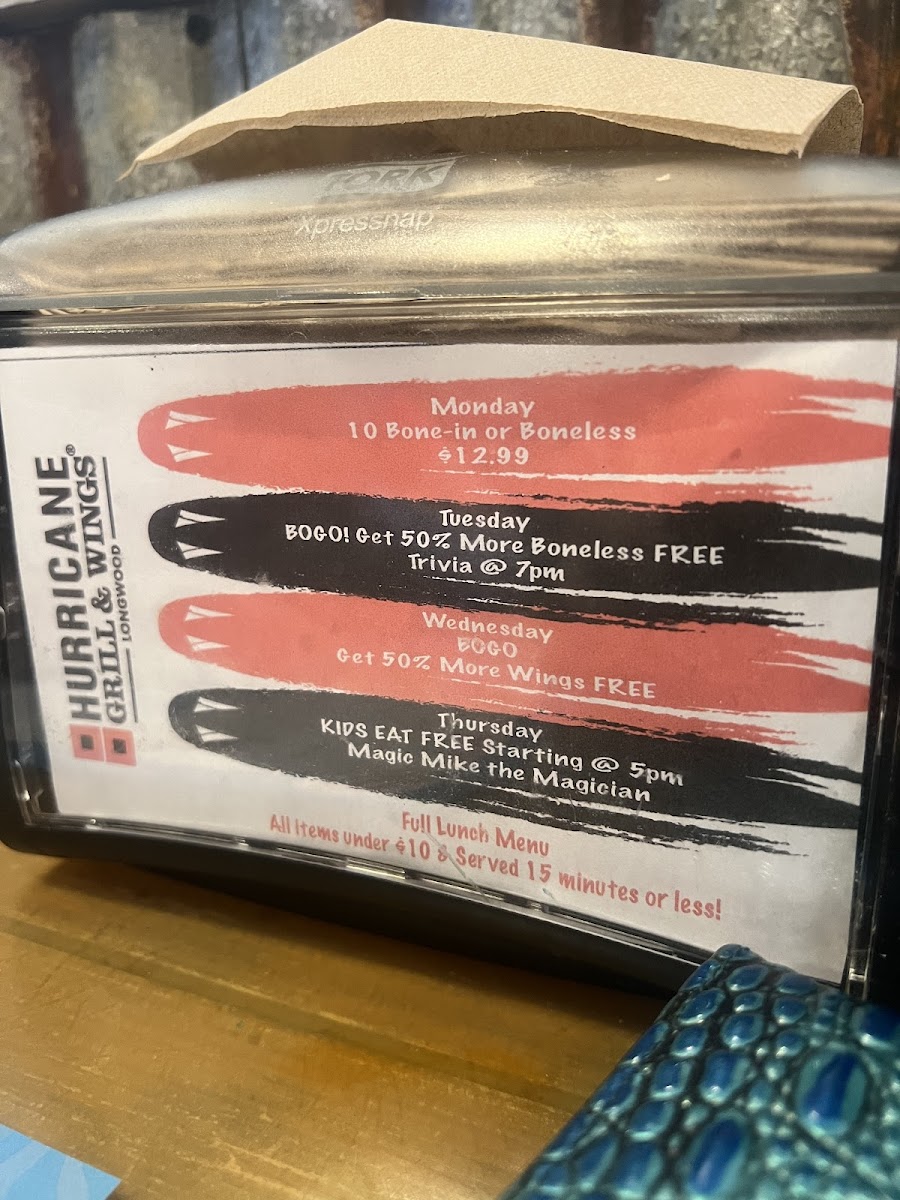 TORK
Xpressnap
HURRICANE®
GRILL & WINGS
LONGWOOD
Monday
10 Bone-in or Boneless
$12.99
Tuesday
BOGO! Get 50% More Boneless FREE
Trivia @ 7pm
Wednesday
BOGO
Get 50% More Wings FREE
Thursday
KIDS EAT FREE Starting @ 5pm
Magic Mike the Magician
Full Lunch Menu
All Items under $10 & Served 15 minutes or less!